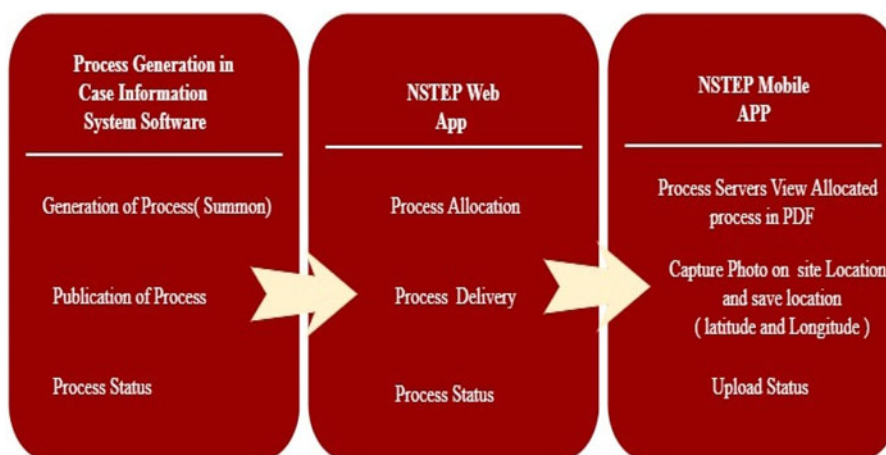 Process Generation in
Case Information
System Software
Generation of Process( Summon)
Publication of Process
Process Status
NSTEP Web
App
Process Allocation
Process Delivery
Process Status
NSTEP Mobile
APP
Process Servers View Allocated
process in PDF
Capture Photo on site Location
and save location
( latitude and Longitude )
Upload Status